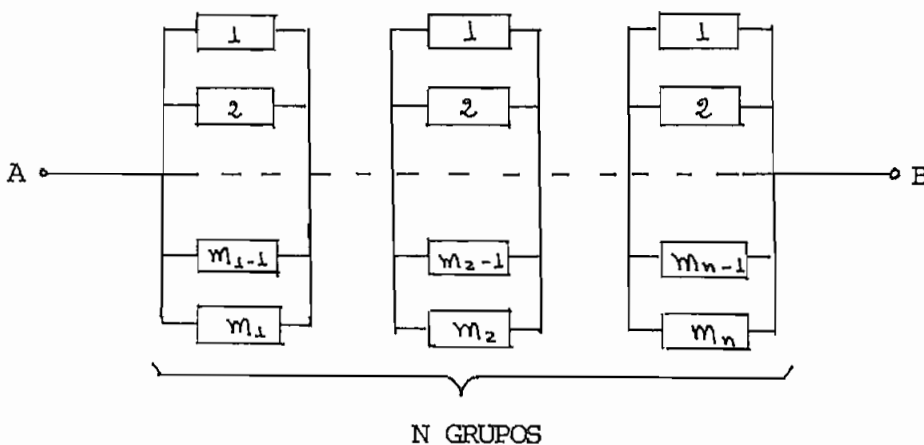 1 1 1
2 2 2
A B
m₁₋₁ m₂₋₁ mₙ₋₁
m₁ m₂ mₙ
N GRUPOS